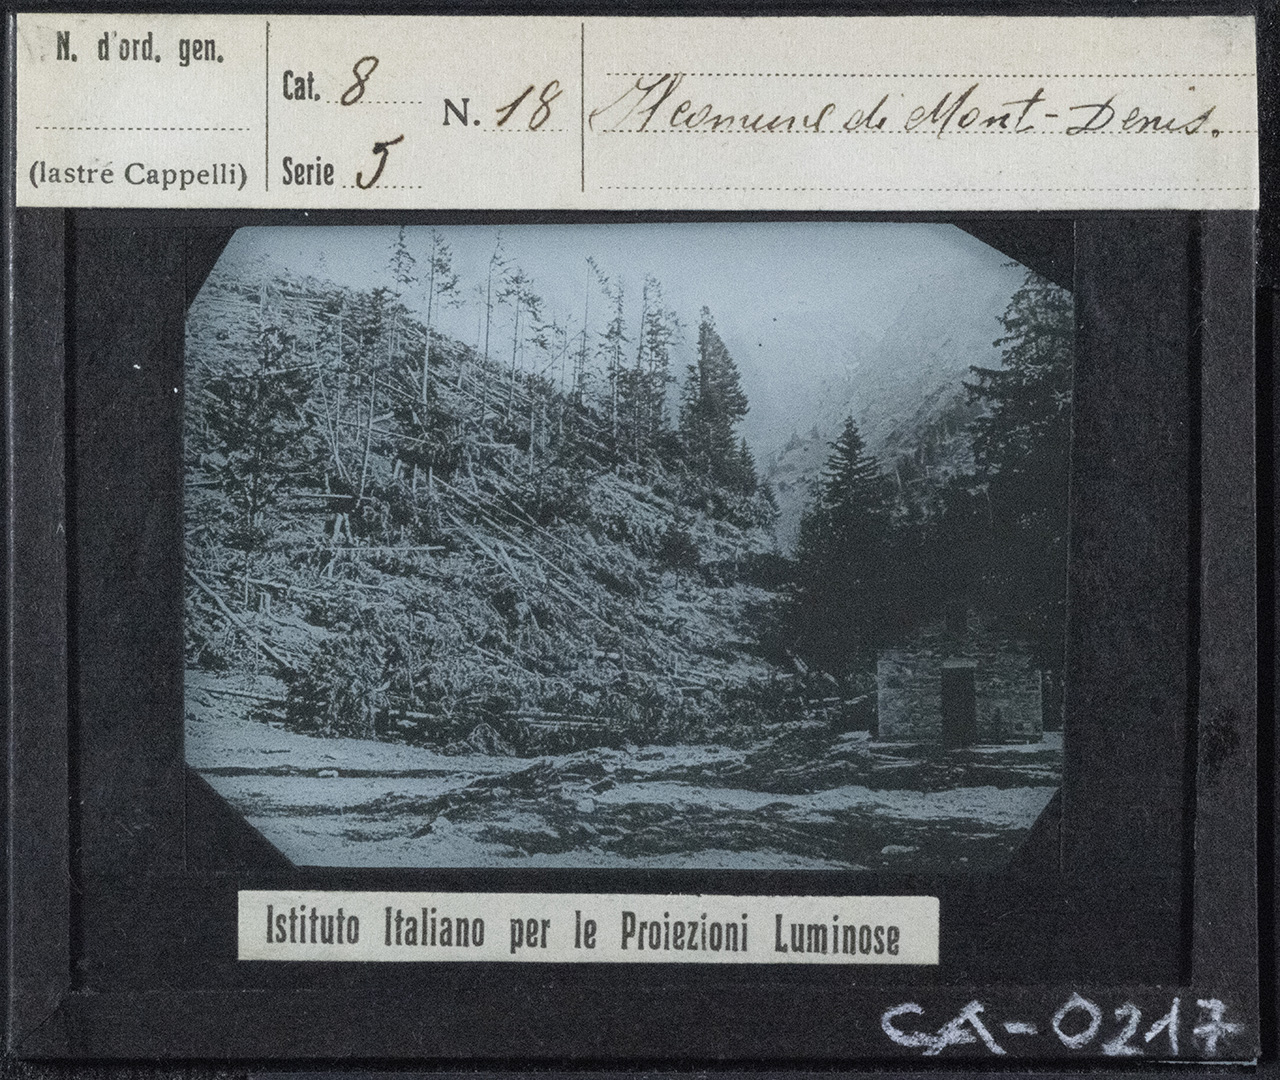 N. d'ord. gen.
(lastre Cappelli)
Cat. 8
Serie 5
N. 18
Il comune di Mont-Denis.
Istituto Italiano per le Proiezioni Luminose
CA-0217